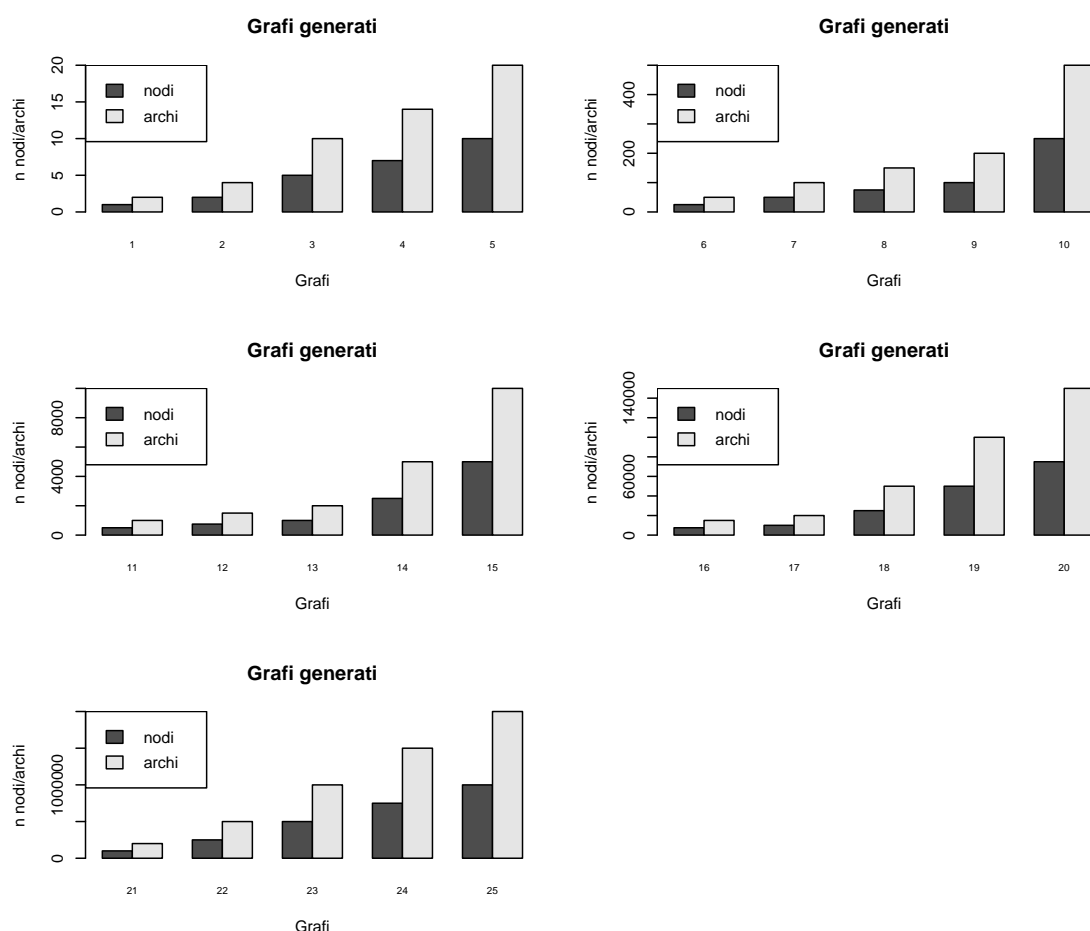 Grafi generati
n nodi/archi
20
15
10
5
0
nodi
archi
1 2 3 4 5
Grafi
Grafi generati
n nodi/archi
400
200
0
nodi
archi
6 7 8 9 10
Grafi
Grafi generati
n nodi/archi
8000
4000
0
nodi
archi
11 12 13 14 15
Grafi
Grafi generati
n nodi/archi
140000
60000
0
nodi
archi
16 17 18 19 20
Grafi
Grafi generati
n nodi/archi
1000000
0
nodi
archi
21 22 23 24 25
Grafi